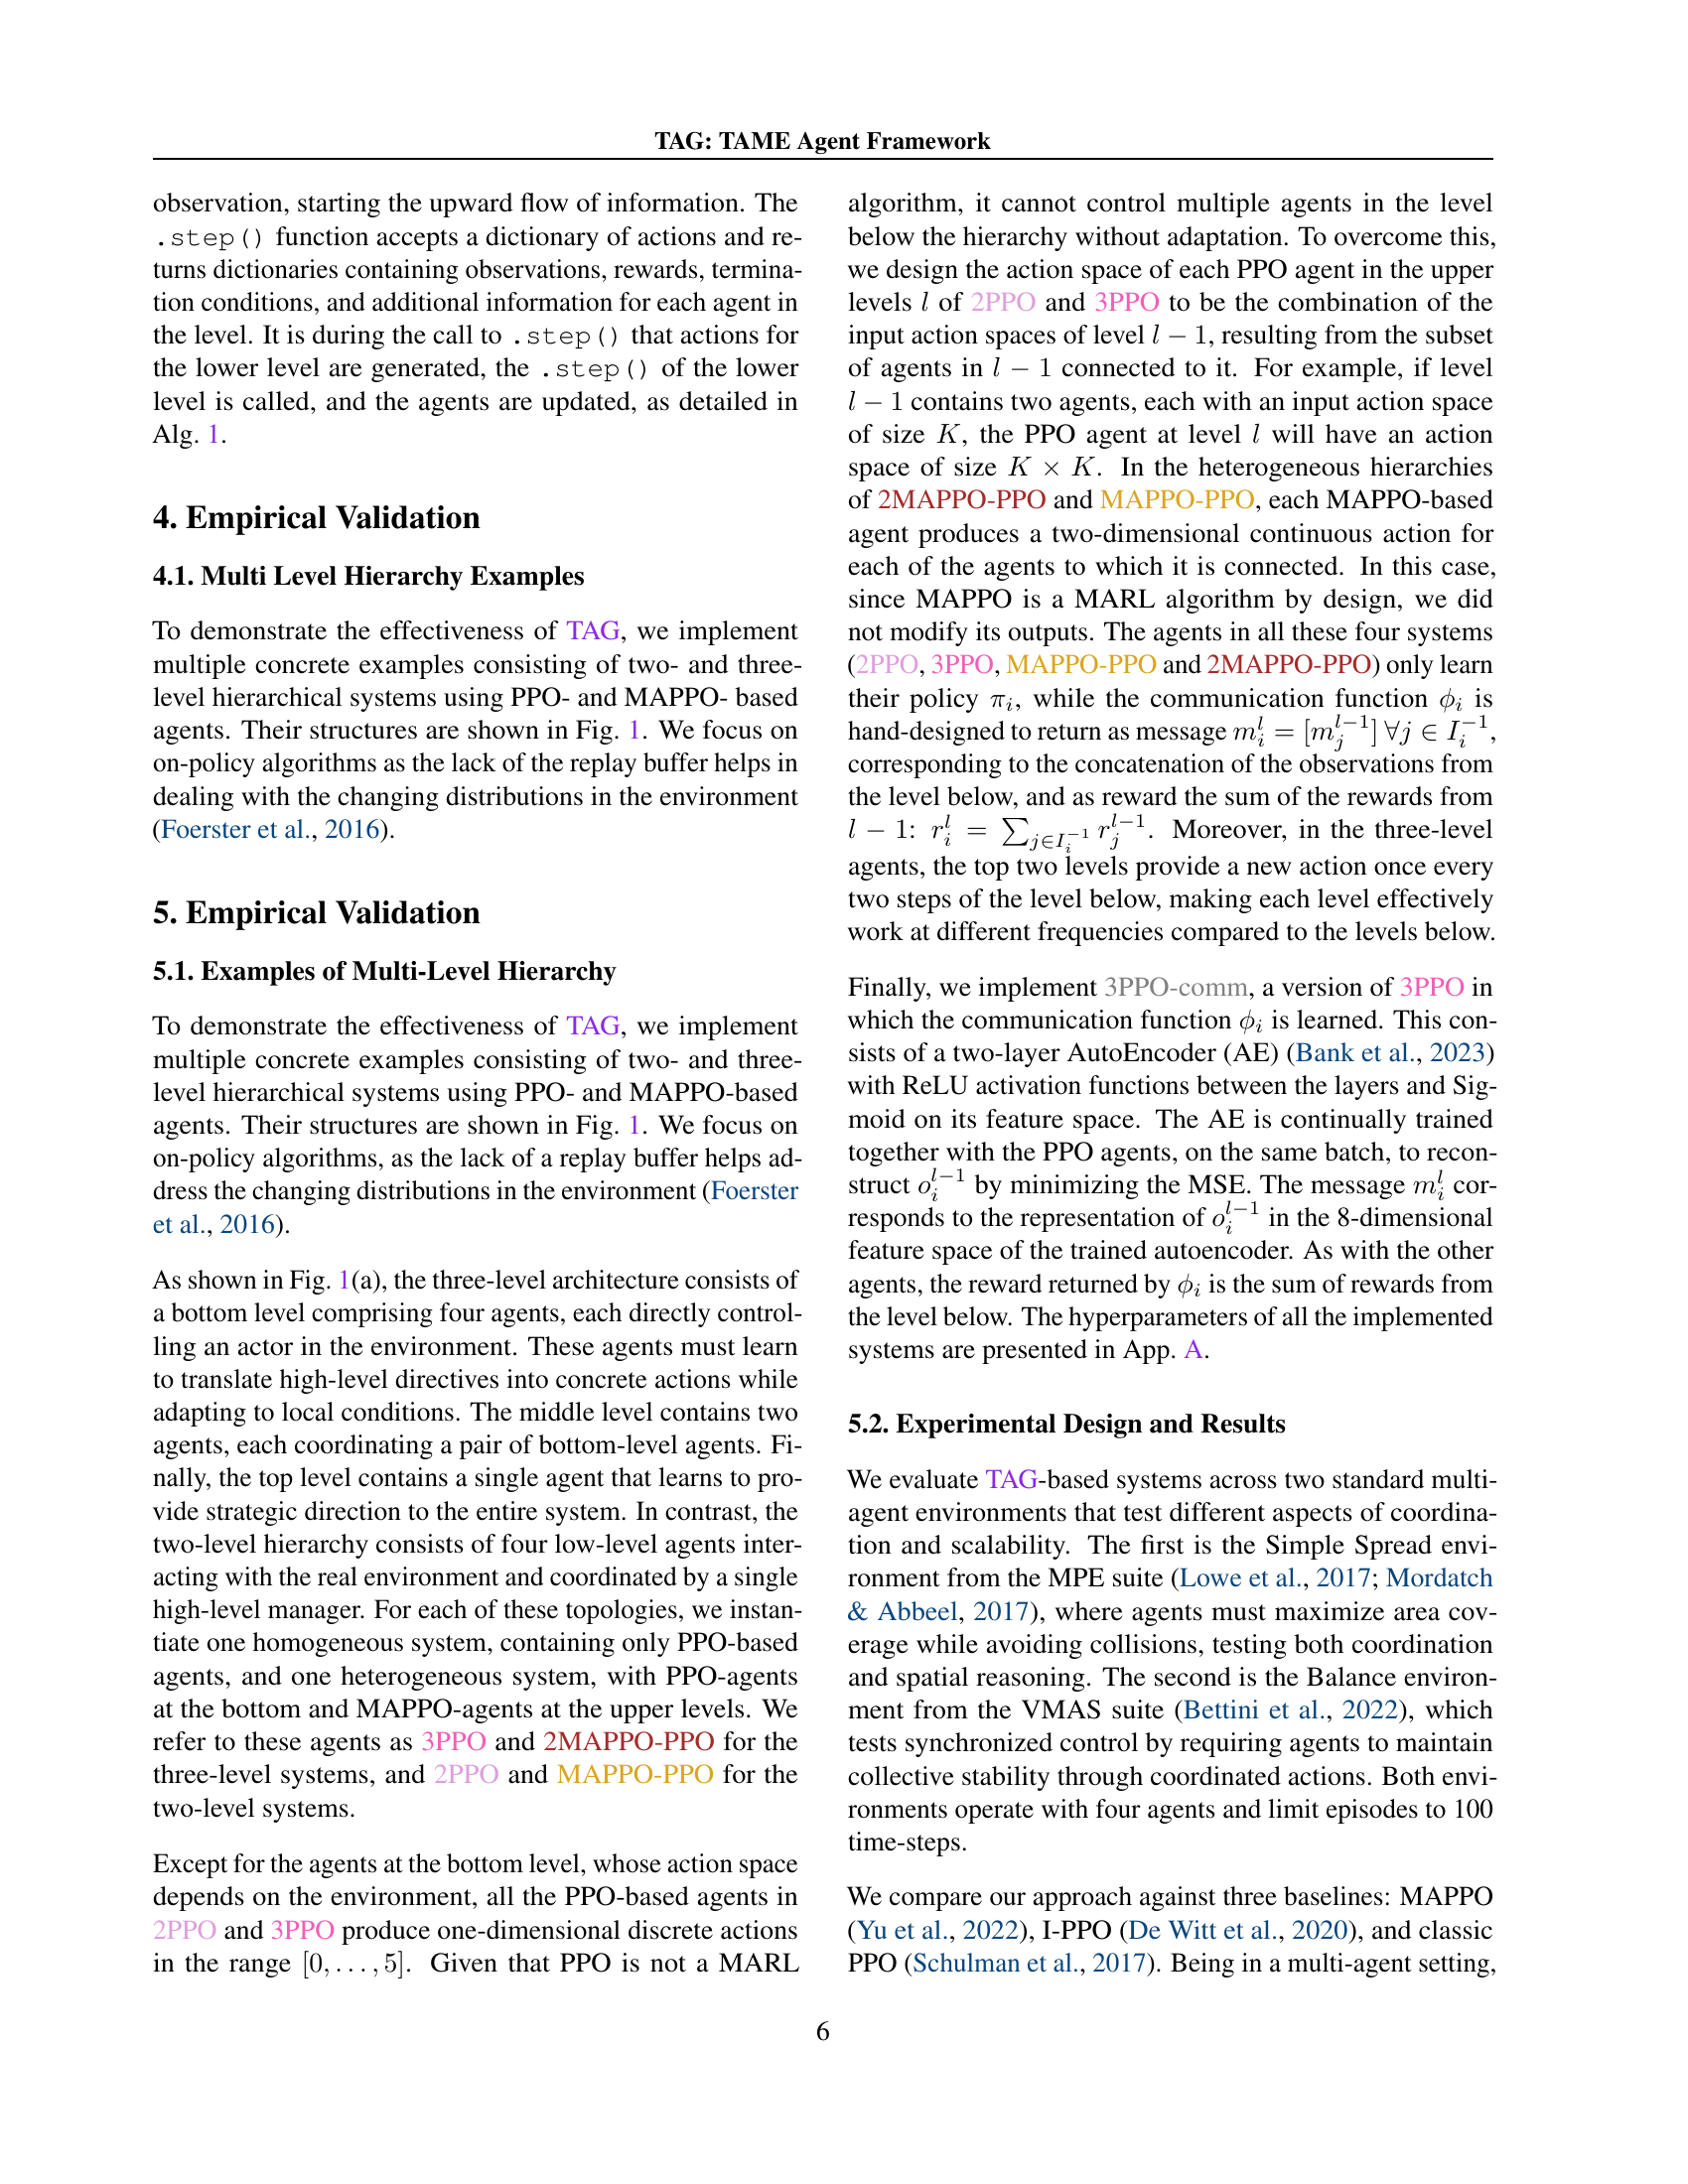 TAG: TAME Agent Framework
observation, starting the upward flow of information. The
.step() function accepts a dictionary of actions and re-
turns dictionaries containing observations, rewards, termina-
tion conditions, and additional information for each agent in
the level. It is during the call to .step() that actions for
the lower level are generated, the .step() of the lower
level is called, and the agents are updated, as detailed in
Alg. 1.
4. Empirical Validation
4.1. Multi Level Hierarchy Examples
To demonstrate the effectiveness of TAG, we implement
multiple concrete examples consisting of two- and three-
level hierarchical systems using PPO- and MAPPO- based
agents. Their structures are shown in Fig. 1. We focus on
on-policy algorithms as the lack of the replay buffer helps in
dealing with the changing distributions in the environment
(Foerster et al., 2016).
5. Empirical Validation
5.1. Examples of Multi-Level Hierarchy
To demonstrate the effectiveness of TAG, we implement
multiple concrete examples consisting of two- and three-
level hierarchical systems using PPO- and MAPPO-based
agents. Their structures are shown in Fig. 1. We focus on
on-policy algorithms, as the lack of a replay buffer helps ad-
dress the changing distributions in the environment (Foerster
et al., 2016).
As shown in Fig. 1(a), the three-level architecture consists of
a bottom level comprising four agents, each directly control-
ling an actor in the environment. These agents must learn
to translate high-level directives into concrete actions while
adapting to local conditions. The middle level contains two
agents, each coordinating a pair of bottom-level agents. Fi-
nally, the top level contains a single agent that learns to pro-
vide strategic direction to the entire system. In contrast, the
two-level hierarchy consists of four low-level agents inter-
acting with the real environment and coordinated by a single
high-level manager. For each of these topologies, we instan-
tiate one homogeneous system, containing only PPO-based
agents, and one heterogeneous system, with PPO-agents
at the bottom and MAPPO-agents at the upper levels. We
refer to these agents as 3PPO and 2MAPPO-PPO for the
three-level systems, and 2PPO and MAPPO-PPO for the
two-level systems.
Except for the agents at the bottom level, whose action space
depends on the environment, all the PPO-based agents in
2PPO and 3PPO produce one-dimensional discrete actions
in the range [0, . . . , 5]. Given that PPO is not a MARL
algorithm, it cannot control multiple agents in the level
below the hierarchy without adaptation. To overcome this,
we design the action space of each PPO agent in the upper
levels l of 2PPO and 3PPO to be the combination of the
input action spaces of level l − 1, resulting from the subset
of agents in l − 1 connected to it. For example, if level
l − 1 contains two agents, each with an input action space
of size K, the PPO agent at level l will have an action
space of size K × K. In the heterogeneous hierarchies
of 2MAPPO-PPO and MAPPO-PPO, each MAPPO-based
agent produces a two-dimensional continuous action for
each of the agents to which it is connected. In this case,
since MAPPO is a MARL algorithm by design, we did
not modify its outputs. The agents in all these four systems
(2PPO, 3PPO, MAPPO-PPO and 2MAPPO-PPO) only learn
their policy π_i, while the communication function ϕ_i is
hand-designed to return as message m_i^l = [m_j^{l−1}] ∀j ∈ I_i^{−1},
corresponding to the concatenation of the observations from
the level below, and as reward the sum of the rewards from
l − 1: r_i^l = ∑_{j∈I_i^{−1}} r_j^{l−1}. Moreover, in the three-level
agents, the top two levels provide a new action once every
two steps of the level below, making each level effectively
work at different frequencies compared to the levels below.
Finally, we implement 3PPO-comm, a version of 3PPO in
which the communication function ϕ_i is learned. This con-
sists of a two-layer AutoEncoder (AE) (Bank et al., 2023)
with ReLU activation functions between the layers and Sig-
moid on its feature space. The AE is continually trained
together with the PPO agents, on the same batch, to recon-
struct o_i^{l−1} by minimizing the MSE. The message m_i^l cor-
responds to the representation of o_i^{l−1} in the 8-dimensional
feature space of the trained autoencoder. As with the other
agents, the reward returned by ϕ_i is the sum of rewards from
the level below. The hyperparameters of all the implemented
systems are presented in App. A.
5.2. Experimental Design and Results
We evaluate TAG-based systems across two standard multi-
agent environments that test different aspects of coordina-
tion and scalability. The first is the Simple Spread envi-
ronment from the MPE suite (Lowe et al., 2017; Mordatch
& Abbeel, 2017), where agents must maximize area cov-
erage while avoiding collisions, testing both coordination
and spatial reasoning. The second is the Balance environ-
ment from the VMAS suite (Bettini et al., 2022), which
tests synchronized control by requiring agents to maintain
collective stability through coordinated actions. Both envi-
ronments operate with four agents and limit episodes to 100
time-steps.
We compare our approach against three baselines: MAPPO
(Yu et al., 2022), I-PPO (De Witt et al., 2020), and classic
PPO (Schulman et al., 2017). Being in a multi-agent setting,
6